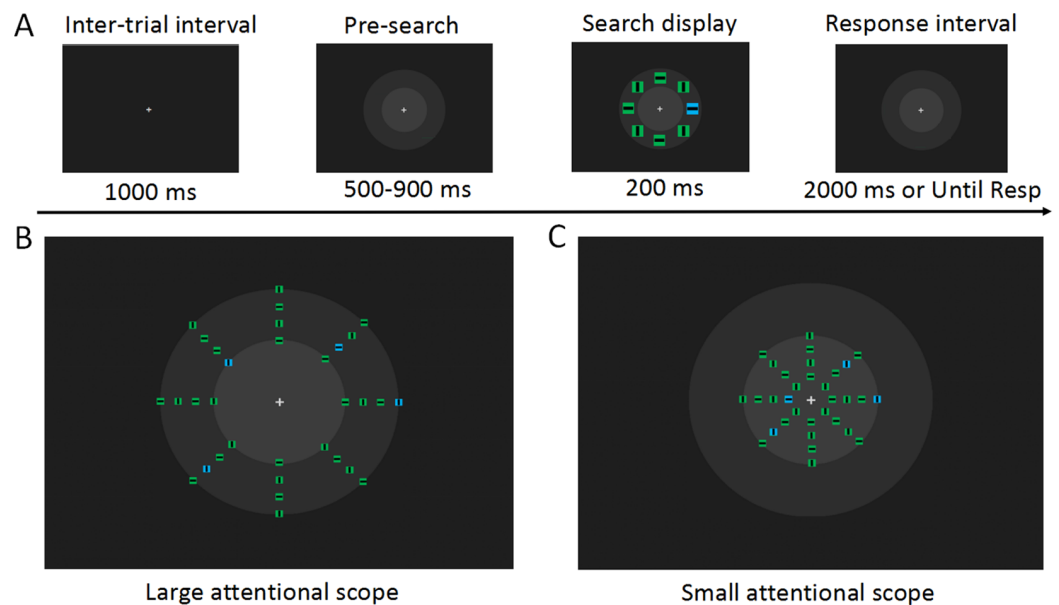 A
Inter-trial interval
Pre-search
Search display
Response interval
1000 ms
500-900 ms
200 ms
2000 ms or Until Resp
B
C
Large attentional scope
Small attentional scope